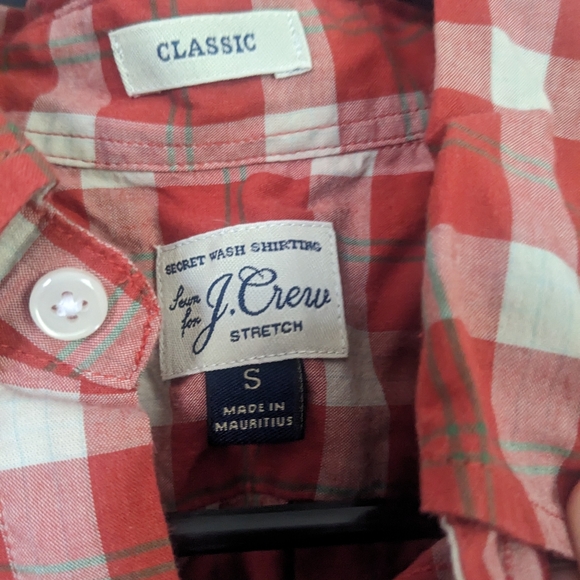 CLASSIC
SECRET WASH SHIRTING
Sewn for J.Crew
STRETCH
S
MADE IN
MAURITIUS